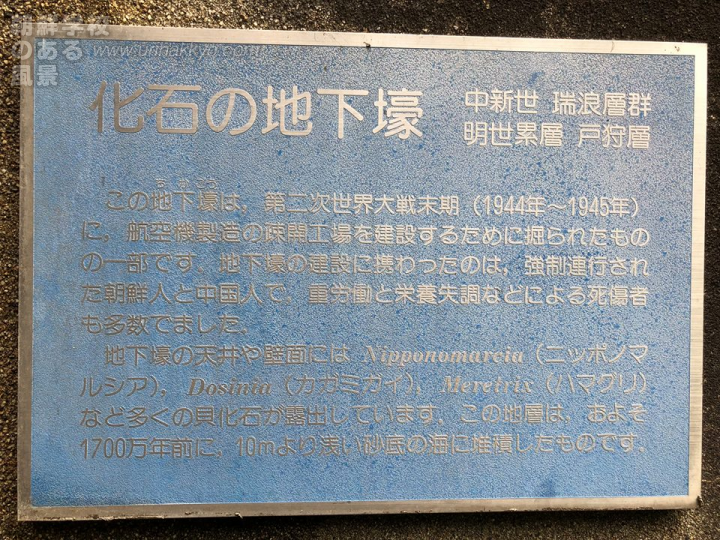 朝鮮学校
のある
風景
www.urihakkyo.com
化石の地下壕
中新世 瑞浪層群
明世累層 戸狩層
この地下壕は，第二次世界大戦末期（1944年～1945年）
に，航空機製造の疎開工場を建設するために掘られたもの
の一部です．地下壕の建設に携わったのは，強制連行され
た朝鮮人と中国人で，重労働と栄養失調などによる死傷者
も多数でました．
地下壕の天井や壁面には Nipponomarcia（ニッポノマ
ルシア），Dosinia（カガミガイ），Meretrix（ハマグリ）
など多くの貝化石が露出しています．この地層は，およそ
1700万年前に，10mより浅い砂底の海に堆積したものです．